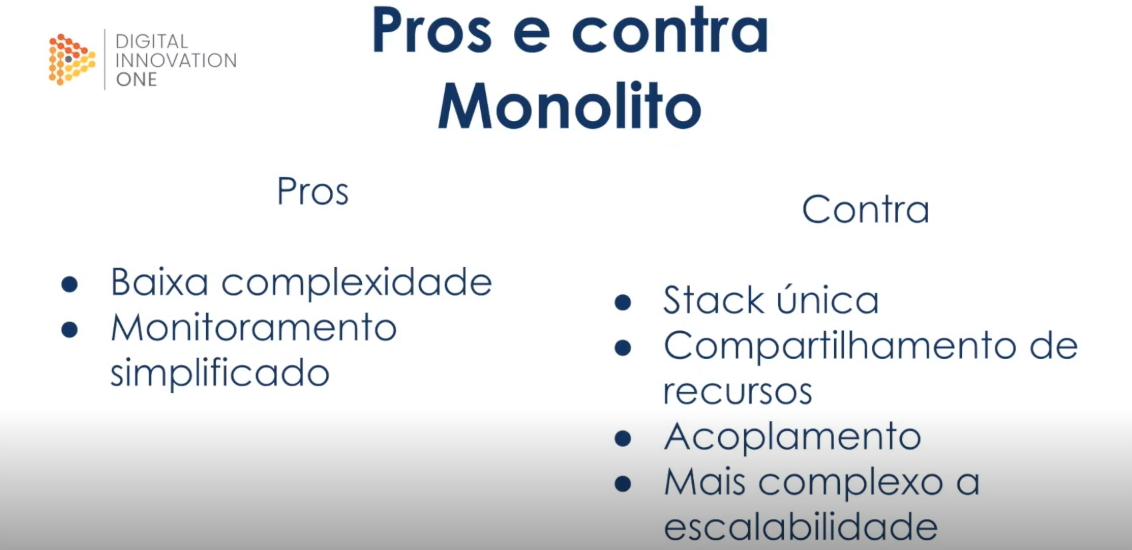 DIGITAL
INNOVATION
ONE
Pros e contra
Monolito
Pros
● Baixa complexidade
● Monitoramento
simplificado
Contra
● Stack única
● Compartilhamento de
recursos
● Acoplamento
● Mais complexo a
escalabilidade